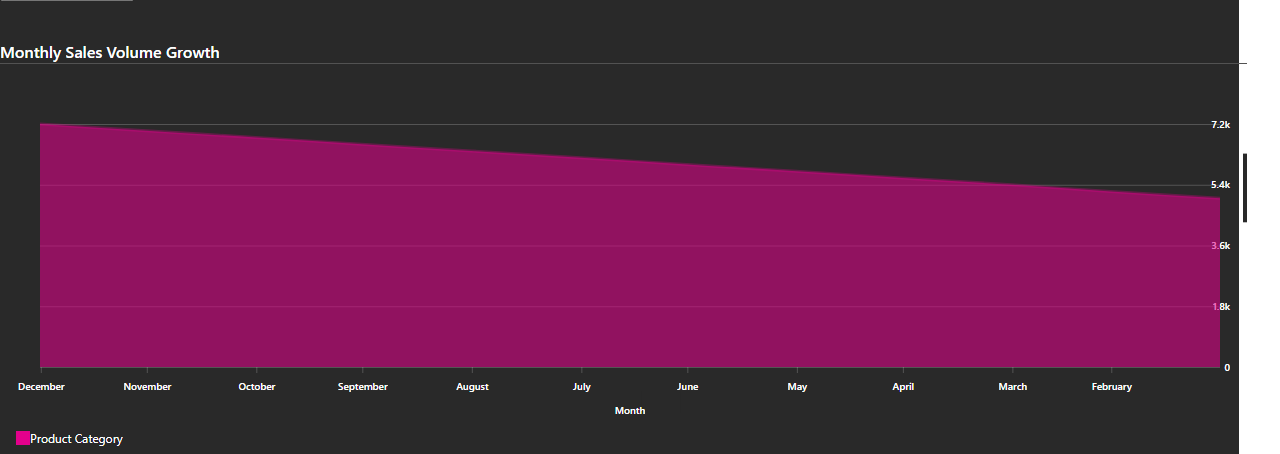 Monthly Sales Volume Growth
7.2k
5.4k
3.6k
1.8k
0
December November October September August July June May April March February
Month
Product Category